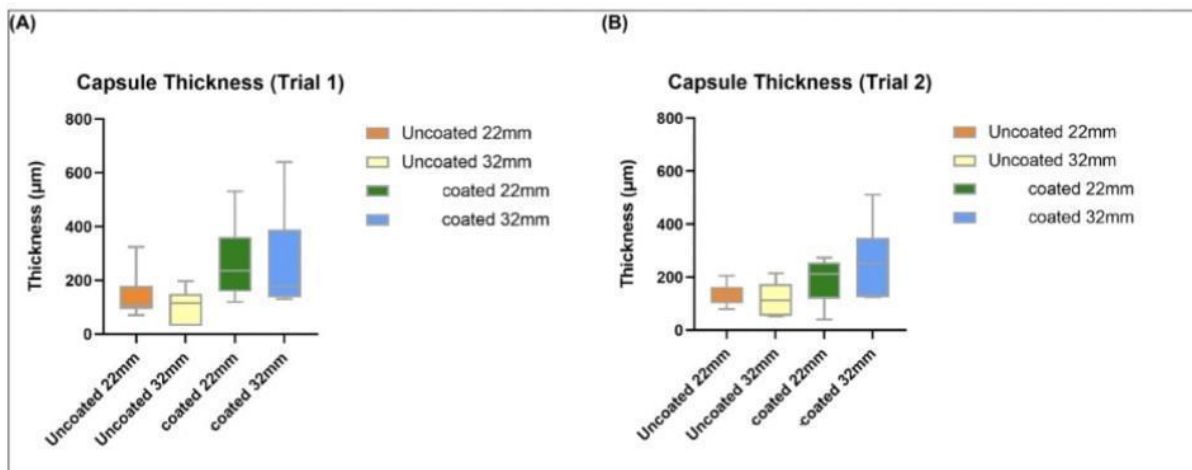 (A)
Capsule Thickness (Trial 1)
Thickness (µm)
800
600
400
200
0
Uncoated 22mm
Uncoated 32mm
coated 22mm
coated 32mm
Uncoated 22mm
Uncoated 32mm
coated 22mm
coated 32mm
(B)
Capsule Thickness (Trial 2)
Thickness (µm)
800
600
400
200
0
Uncoated 22mm
Uncoated 32mm
coated 22mm
coated 32mm
Uncoated 22mm
Uncoated 32mm
coated 22mm
coated 32mm